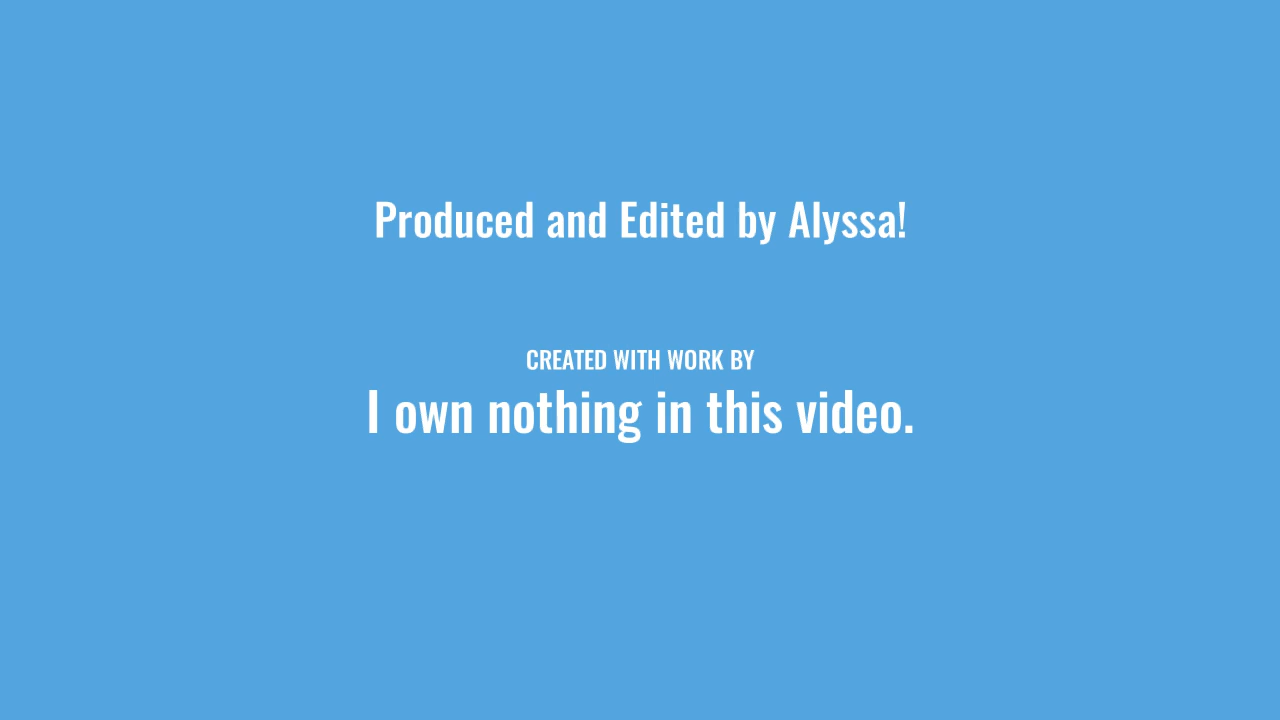 Produced and Edited by Alyssa!
CREATED WITH WORK BY
I own nothing in this video.